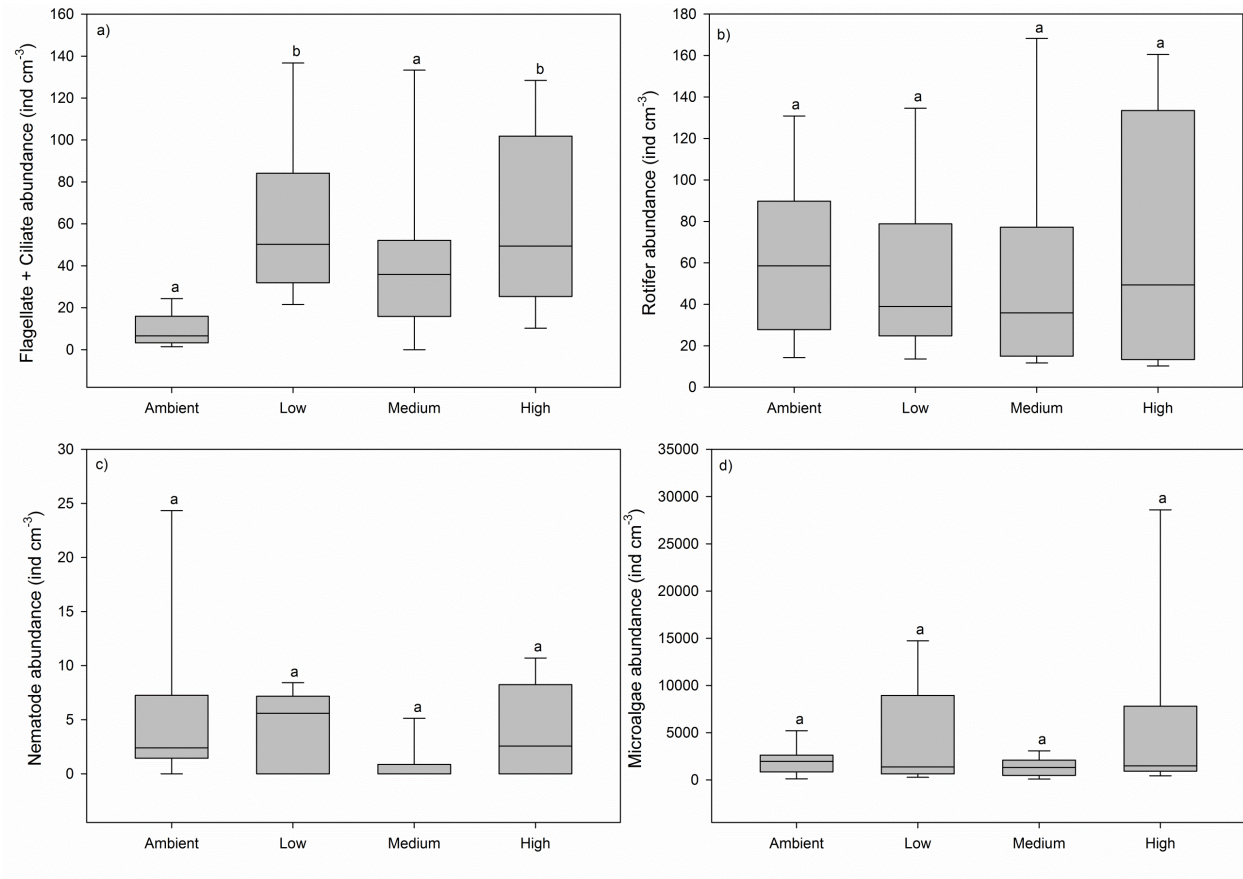 a)
Flagellate + Ciliate abundance (ind cm-3)
160
140
120
100
80
60
40
20
0
a
b
a
b
Ambient
Low
Medium
High
b)
Rotifer abundance (ind cm-3)
180
160
140
120
100
80
60
40
20
0
a
a
a
a
Ambient
Low
Medium
High
c)
Nematode abundance (ind cm-3)
30
25
20
15
10
5
0
a
a
a
a
Ambient
Low
Medium
High
d)
Microalgae abundance (ind cm-3)
35000
30000
25000
20000
15000
10000
5000
0
a
a
a
a
Ambient
Low
Medium
High